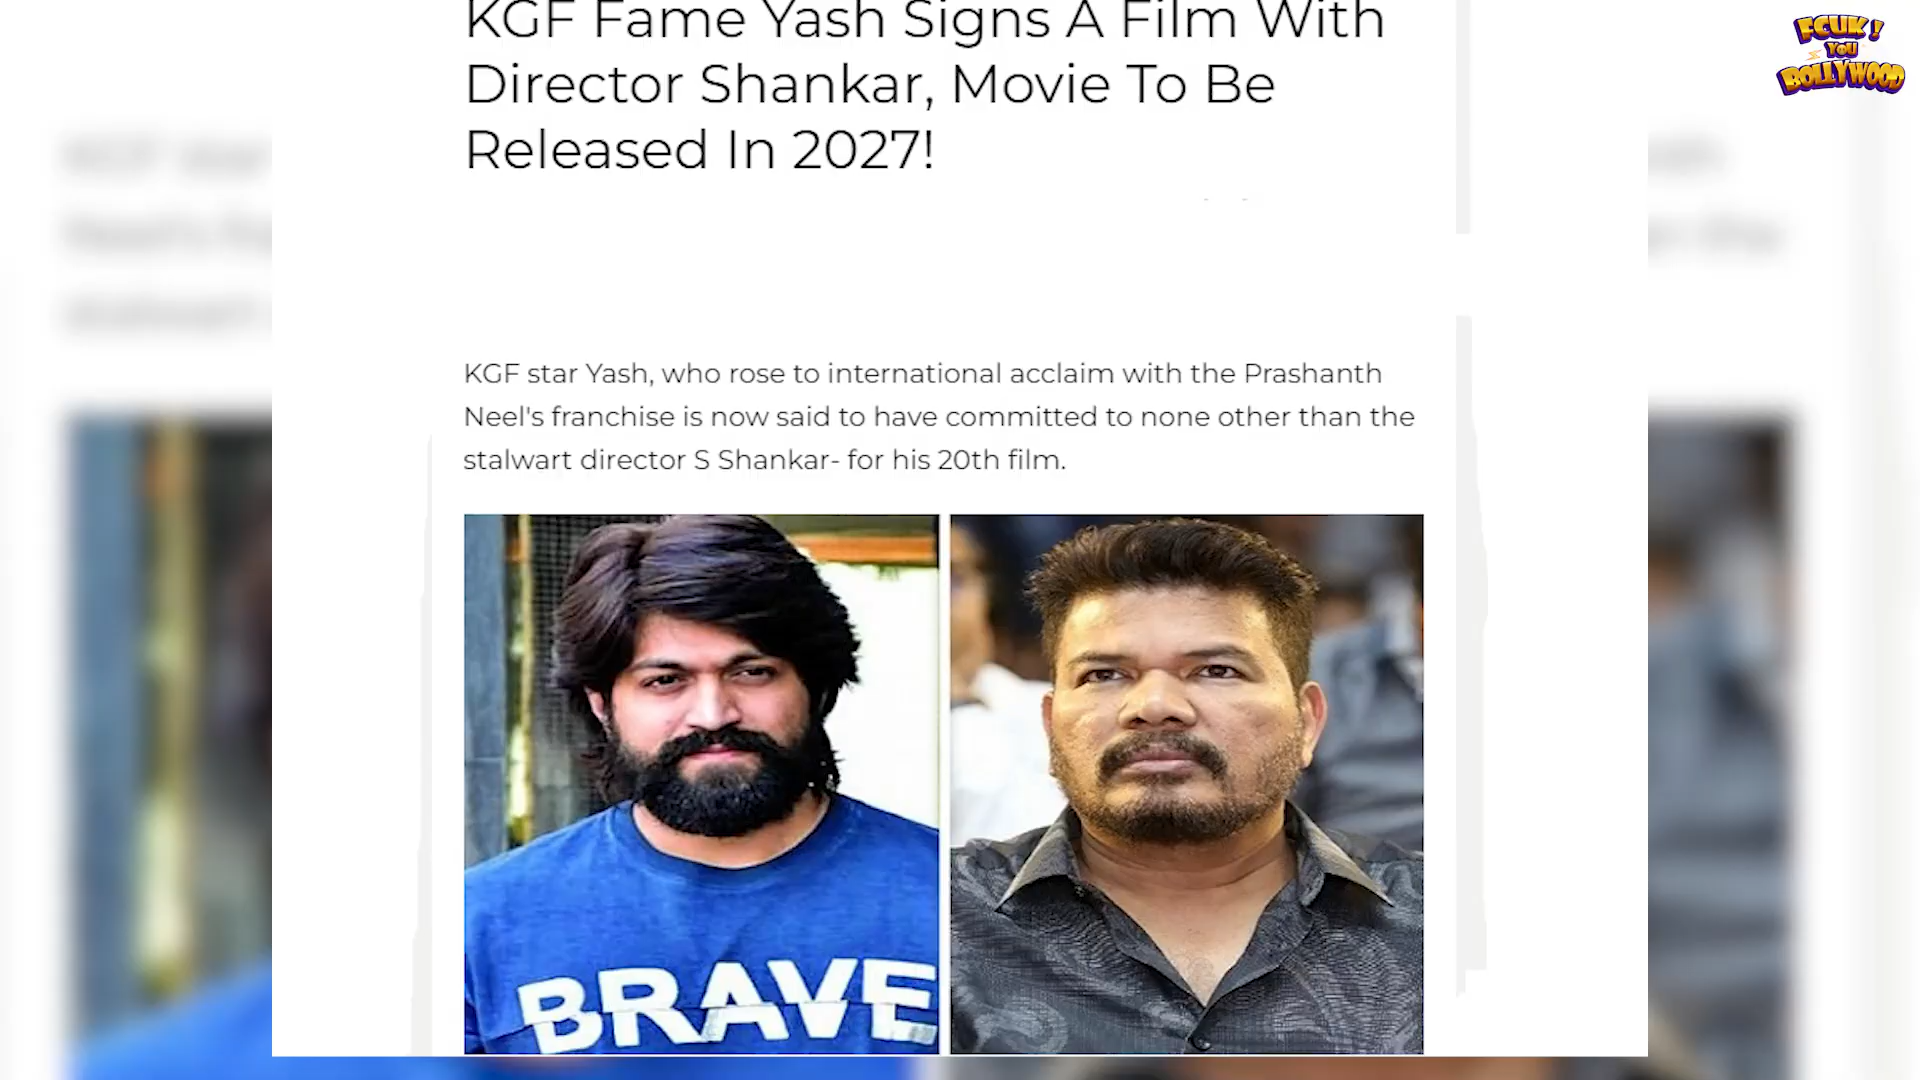 KGF Fame Yash Signs A Film With
Director Shankar, Movie To Be
Released In 2027!
FCUK!
YOU
BOLLYWOOD
KGF star Yash, who rose to international acclaim with the Prashanth
Neel's franchise is now said to have committed to none other than the
stalwart director S Shankar- for his 20th film.
BRAVE